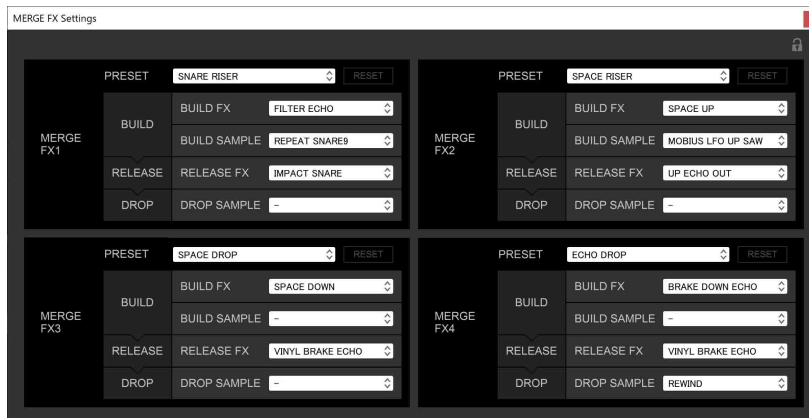 MERGE FX Settings
MERGE FX1
PRESET SNARE RISER RESET
BUILD
BUILD FX FILTER ECHO
BUILD SAMPLE REPEAT SNARE9
RELEASE RELEASE FX IMPACT SNARE
DROP DROP SAMPLE -
MERGE FX2
PRESET SPACE RISER RESET
BUILD
BUILD FX SPACE UP
BUILD SAMPLE MOBIUS LFO UP SAW
RELEASE RELEASE FX UP ECHO OUT
DROP DROP SAMPLE -
MERGE FX3
PRESET SPACE DROP RESET
BUILD
BUILD FX SPACE DOWN
BUILD SAMPLE -
RELEASE RELEASE FX VINYL BRAKE ECHO
DROP DROP SAMPLE -
MERGE FX4
PRESET ECHO DROP RESET
BUILD
BUILD FX BRAKE DOWN ECHO
BUILD SAMPLE -
RELEASE RELEASE FX VINYL BRAKE ECHO
DROP DROP SAMPLE REWIND